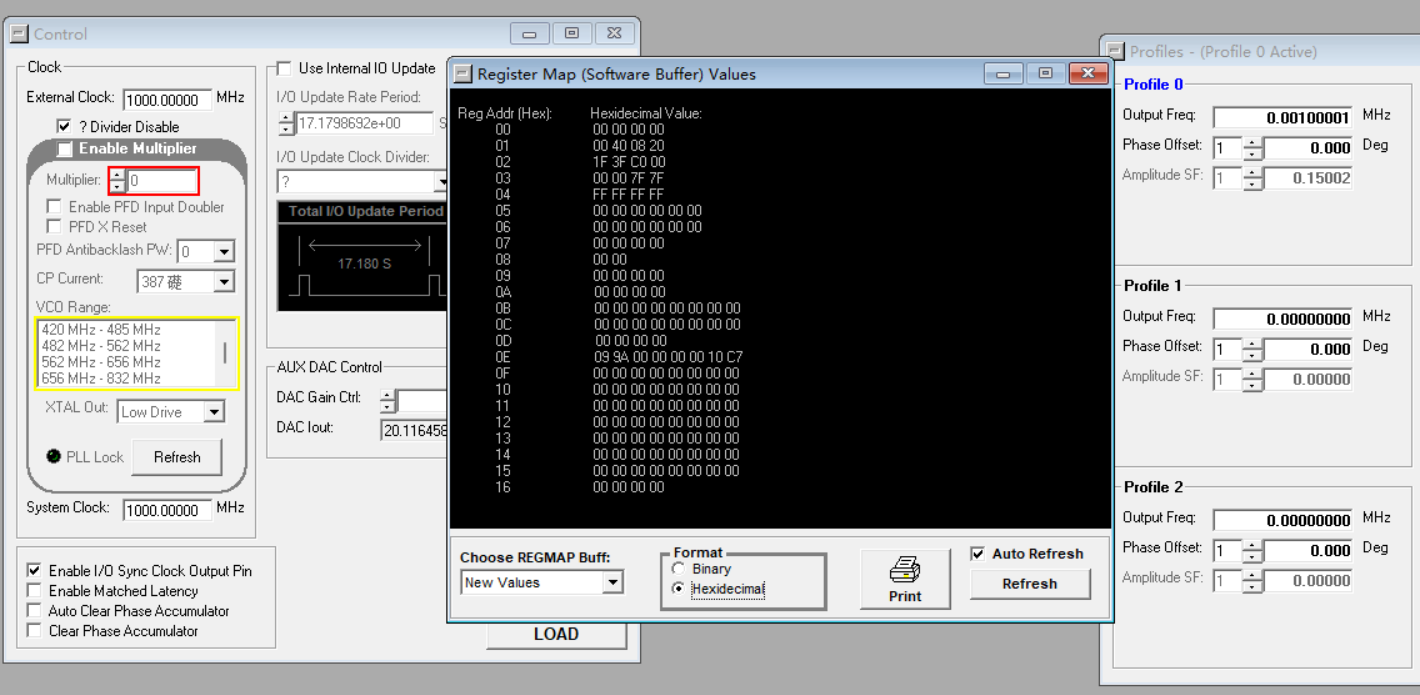 Control
Clock
External Clock: 1000.00000 MHz
? Divider Disable
Enable Multiplier
Multiplier: 0
Enable PFD Input Doubler
PFD X Reset
PFD Antibacklash PW: 0
CP Current: 387 礎
VCO Range:
420 MHz - 485 MHz
482 MHz - 562 MHz
562 MHz - 656 MHz
656 MHz - 832 MHz
XTAL Out: Low Drive
PLL Lock Refresh
System Clock: 1000.00000 MHz
Enable I/O Sync Clock Output Pin
Enable Matched Latency
Auto Clear Phase Accumulator
Clear Phase Accumulator
Use Internal IO Update
I/O Update Rate Period:
17.1798692e+00 S
I/O Update Clock Divider:
?
Total I/O Update Period
17.180 S
AUX DAC Control
DAC Gain Ctrl:
DAC Iout: 20.116458
LOAD
Register Map (Software Buffer) Values
Reg Addr (Hex): Hexidecimal Value:
00 00 00 00 00
01 00 40 08 20
02 1F 3F C0 00
03 00 00 7F 7F
04 FF FF FF FF
05 00 00 00 00 00 00
06 00 00 00 00 00 00
07 00 00 00 00
08 00 00
09 00 00 00 00
0A 00 00 00 00
0B 00 00 00 00 00 00 00 00
0C 00 00 00 00 00 00 00 00
0D 00 00 00 00
0E 09 9A 00 00 00 00 10 C7
0F 00 00 00 00 00 00 00 00
10 00 00 00 00 00 00 00 00
11 00 00 00 00 00 00 00 00
12 00 00 00 00 00 00 00 00
13 00 00 00 00 00 00 00 00
14 00 00 00 00 00 00 00 00
15 00 00 00 00 00 00 00 00
16 00 00 00 00
Choose REGMAP Buff:
New Values
Format
Binary
Hexidecimal
Print
Auto Refresh
Refresh
Profiles - (Profile 0 Active)
Profile 0
Output Freq: 0.00100001 MHz
Phase Offset: 1 0.000 Deg
Amplitude SF: 1 0.15002
Profile 1
Output Freq: 0.00000000 MHz
Phase Offset: 1 0.000 Deg
Amplitude SF: 1 0.00000
Profile 2
Output Freq: 0.00000000 MHz
Phase Offset: 1 0.000 Deg
Amplitude SF: 1 0.00000